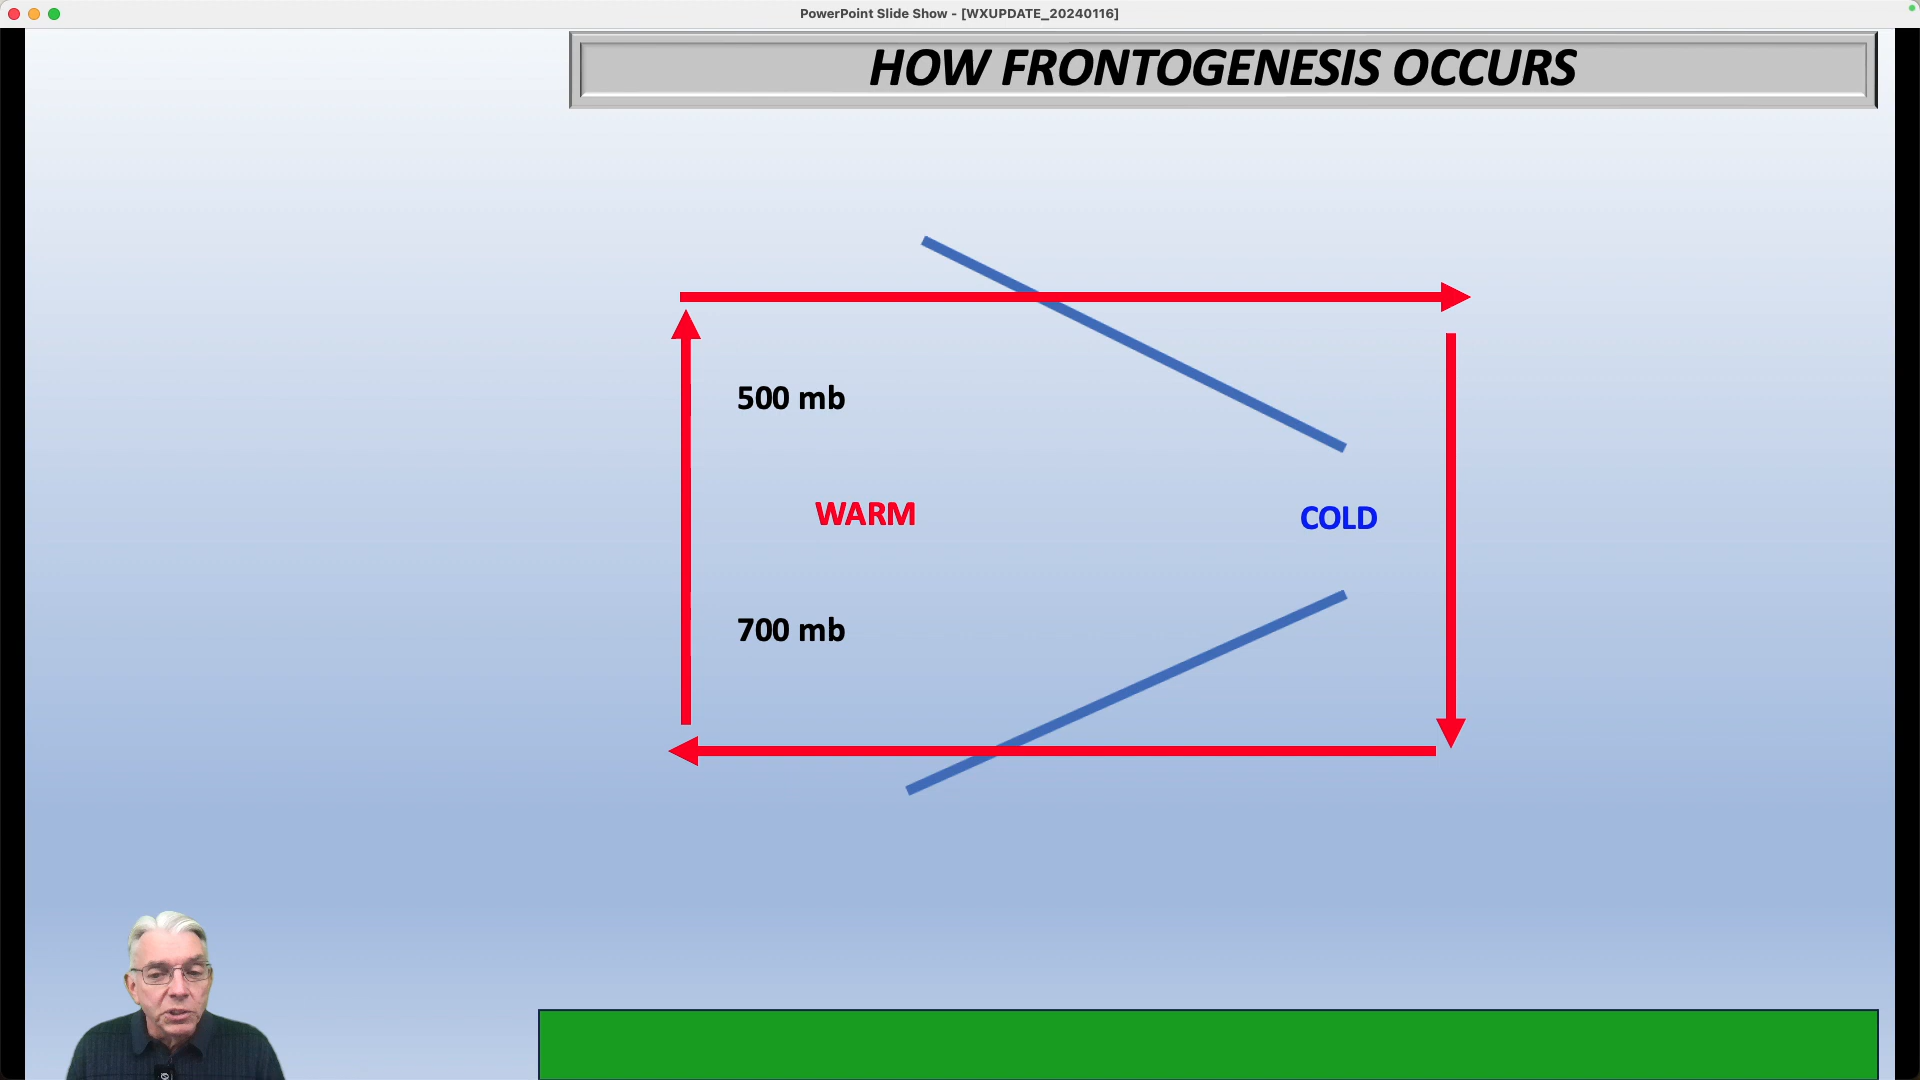 PowerPoint Slide Show - [WXUPDATE_20240116]
HOW FRONTOGENESIS OCCURS
500 mb
WARM
COLD
700 mb